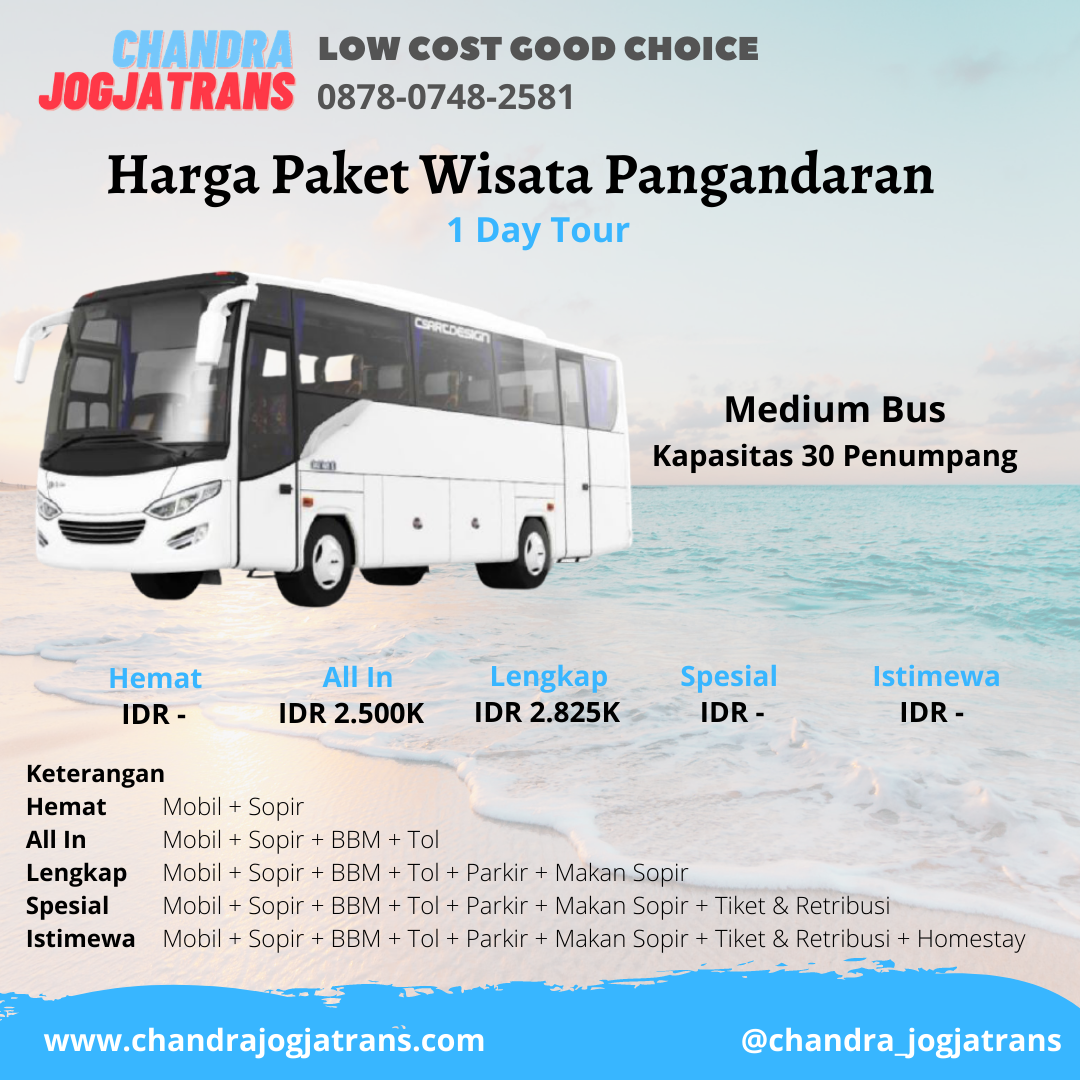 CHANDRA
JOGJATRANS
LOW COST GOOD CHOICE
0878-0748-2581
Harga Paket Wisata Pangandaran
1 Day Tour
CSARTDESIGN
Medium Bus
Kapasitas 30 Penumpang
Hemat All In Lengkap Spesial Istimewa
IDR - IDR 2.500K IDR 2.825K IDR - IDR -
Keterangan
Hemat Mobil + Sopir
All In Mobil + Sopir + BBM + Tol
Lengkap Mobil + Sopir + BBM + Tol + Parkir + Makan Sopir
Spesial Mobil + Sopir + BBM + Tol + Parkir + Makan Sopir + Tiket & Retribusi
Istimewa Mobil + Sopir + BBM + Tol + Parkir + Makan Sopir + Tiket & Retribusi + Homestay
www.chandrajogjatrans.com
@chandra_jogjatrans